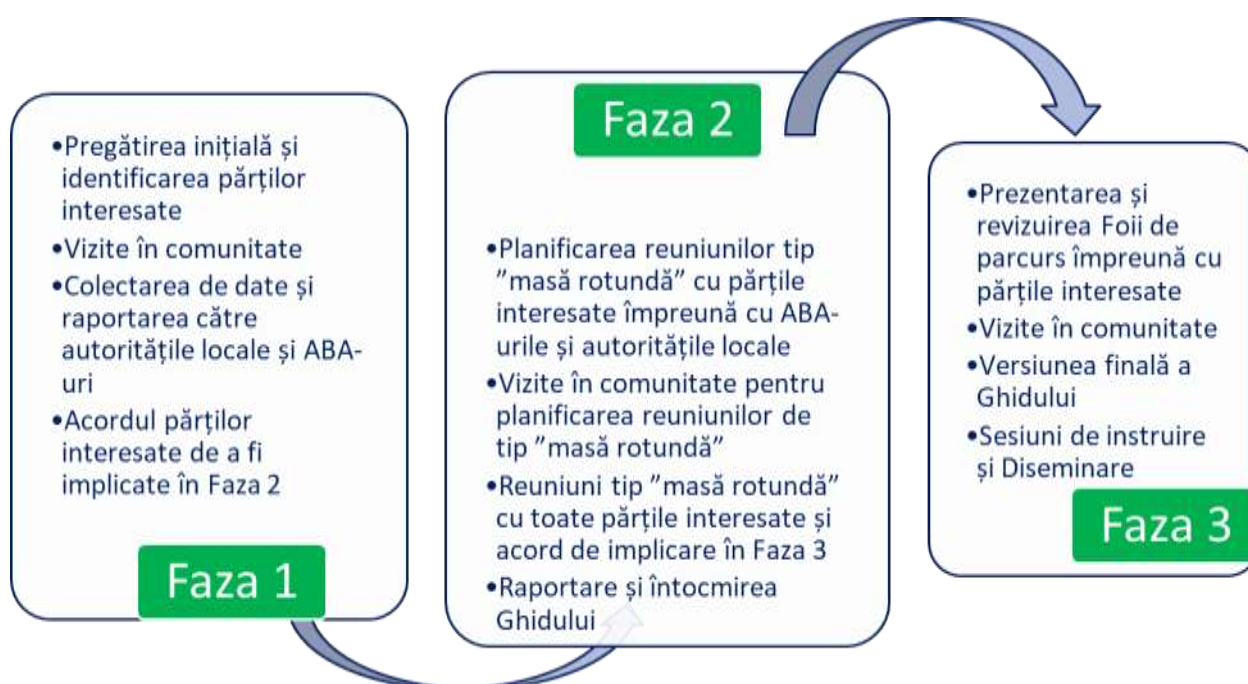 •Pregătirea inițială și
identificarea părților
interesate
•Vizite în comunitate
•Colectarea de date și
raportarea către
autoritățile locale și ABA-
uri
•Acordul părților
interesate de a fi
implicate în Faza 2
Faza 1
Faza 2
•Planificarea reuniunilor tip
”masă rotundă” cu părțile
interesate împreună cu ABA-
urile și autoritățile locale
•Vizite în comunitate pentru
planificarea reuniunilor de
tip ”masă rotundă”
•Reuniuni tip ”masă rotundă”
cu toate părțile interesate și
acord de implicare în Faza 3
•Raportare și întocmirea
Ghidului
•Prezentarea și
revizuirea Foii de
parcurs împreună cu
părțile interesate
•Vizite în comunitate
•Versiunea finală a
Ghidului
•Sesiuni de instruire
și Diseminare
Faza 3